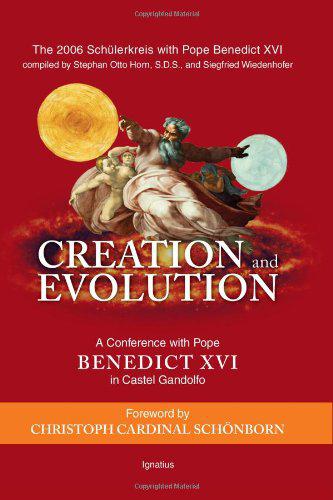 The 2006 Schülerkreis with Pope Benedict XVI
compiled by Stephan Otto Horn, S.D.S., and Siegfried Wiedenhofer
CREATION and
EVOLUTION
A Conference with Pope
BENEDICT XVI
in Castel Gandolfo
Foreword by
CHRISTOPH CARDINAL SCHÖNBORN
Ignatius